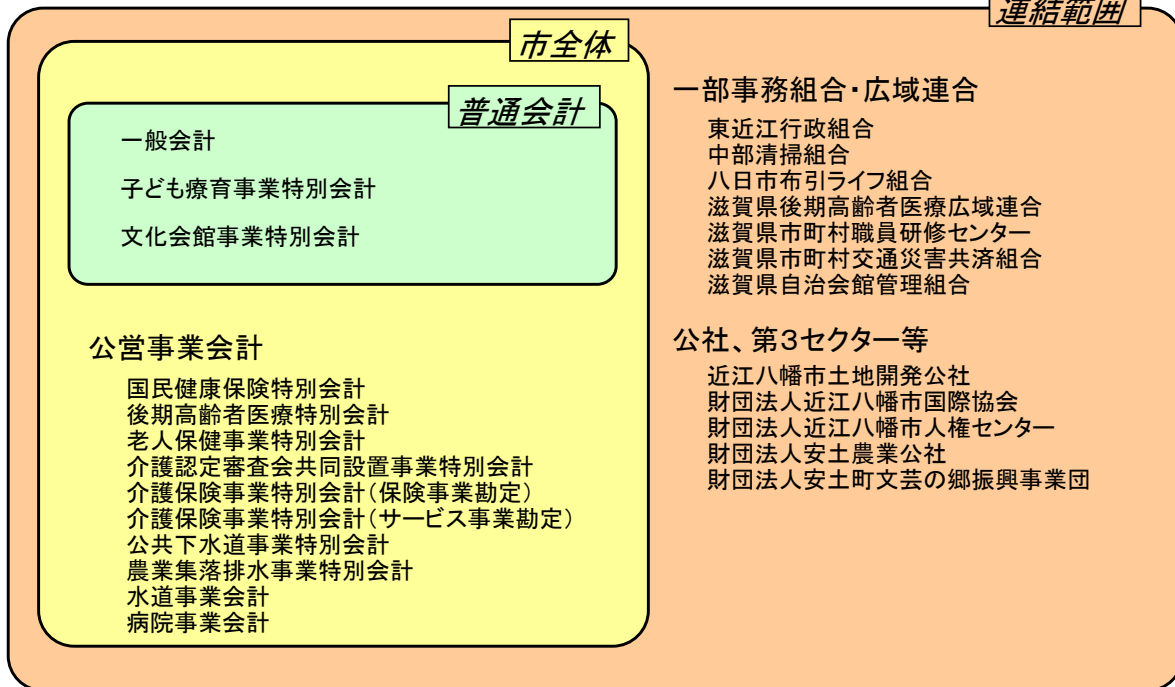 連結範囲
市全体
普通会計
一般会計
子ども療育事業特別会計
文化会館事業特別会計
公営事業会計
国民健康保険特別会計
後期高齢者医療特別会計
老人保健事業特別会計
介護認定審査会共同設置事業特別会計
介護保険事業特別会計(保険事業勘定)
介護保険事業特別会計(サービス事業勘定)
公共下水道事業特別会計
農業集落排水事業特別会計
水道事業会計
病院事業会計
一部事務組合・広域連合
東近江行政組合
中部清掃組合
八日市布引ライフ組合
滋賀県後期高齢者医療広域連合
滋賀県市町村職員研修センター
滋賀県市町村交通災害共済組合
滋賀県自治会館管理組合
公社、第3セクター等
近江八幡市土地開発公社
財団法人近江八幡市国際協会
財団法人近江八幡市人権センター
財団法人安土農業公社
財団法人安土町文芸の郷振興事業団